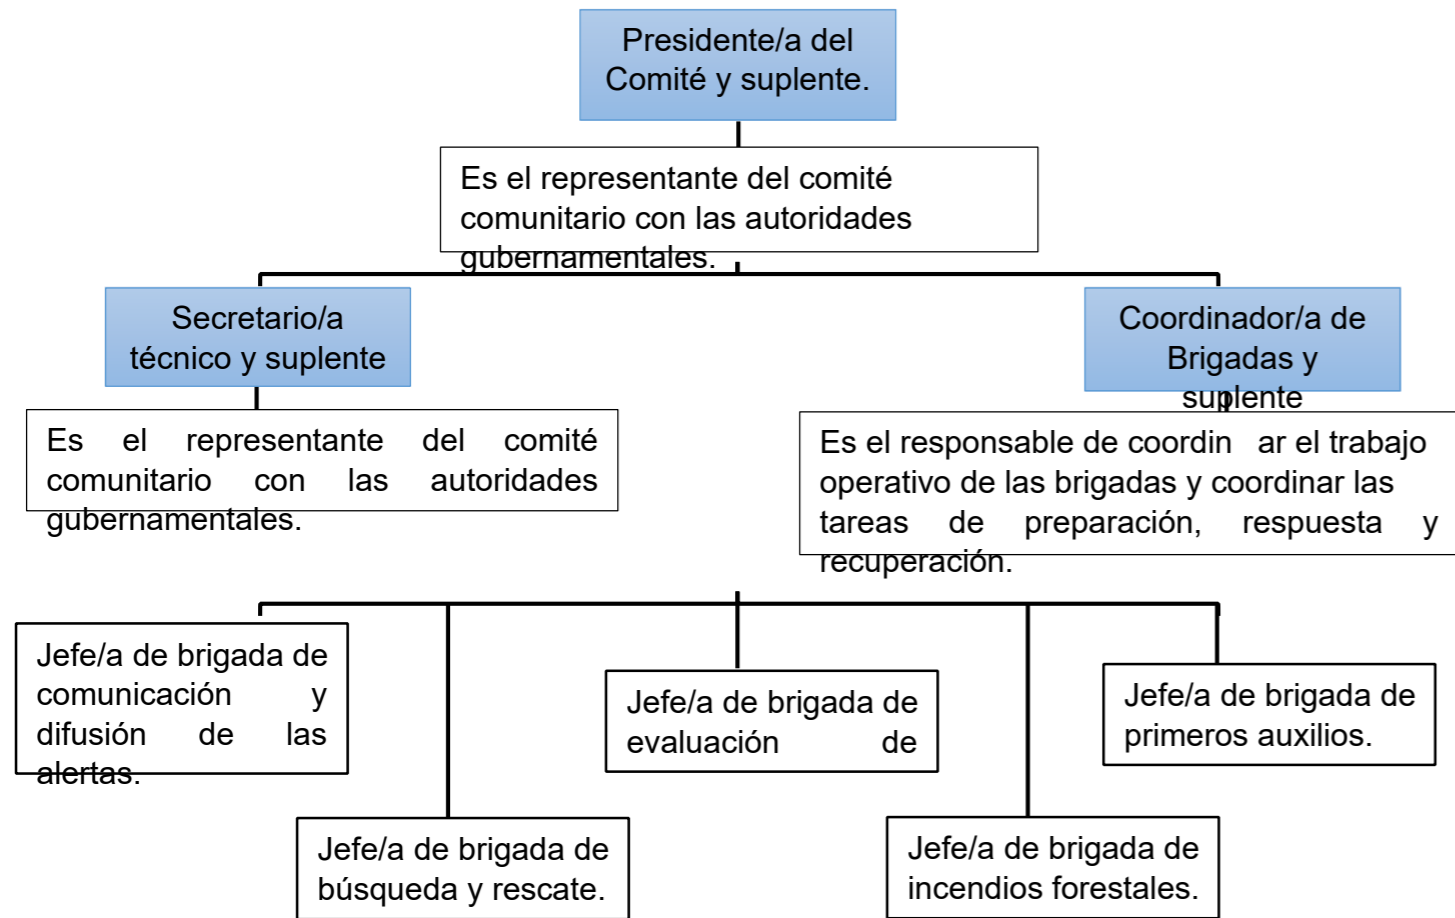 Presidente/a del
Comité y suplente.
Es el representante del comité
comunitario con las autoridades
gubernamentales.
Secretario/a
técnico y suplente
Es el representante del comité
comunitario con las autoridades
gubernamentales.
Coordinador/a de
Brigadas y
suplente
Es el responsable de coordin ar el trabajo
operativo de las brigadas y coordinar las
tareas de preparación, respuesta y
recuperación.
Jefe/a de brigada de
comunicación y
difusión de las
alertas.
Jefe/a de brigada de
búsqueda y rescate.
Jefe/a de brigada de
evaluación de
Jefe/a de brigada de
incendios forestales.
Jefe/a de brigada de
primeros auxilios.